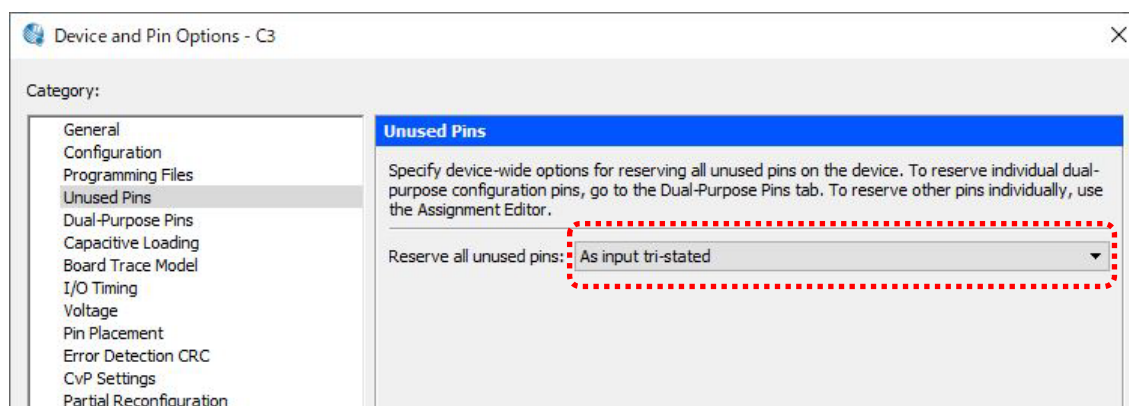 Device and Pin Options - C3
Category:
General
Configuration
Programming Files
Unused Pins
Dual-Purpose Pins
Capacitive Loading
Board Trace Model
I/O Timing
Voltage
Pin Placement
Error Detection CRC
CvP Settings
Partial Reconfiguration
Unused Pins
Specify device-wide options for reserving all unused pins on the device. To reserve individual dual-
purpose configuration pins, go to the Dual-Purpose Pins tab. To reserve other pins individually, use
the Assignment Editor.
Reserve all unused pins: As input tri-stated